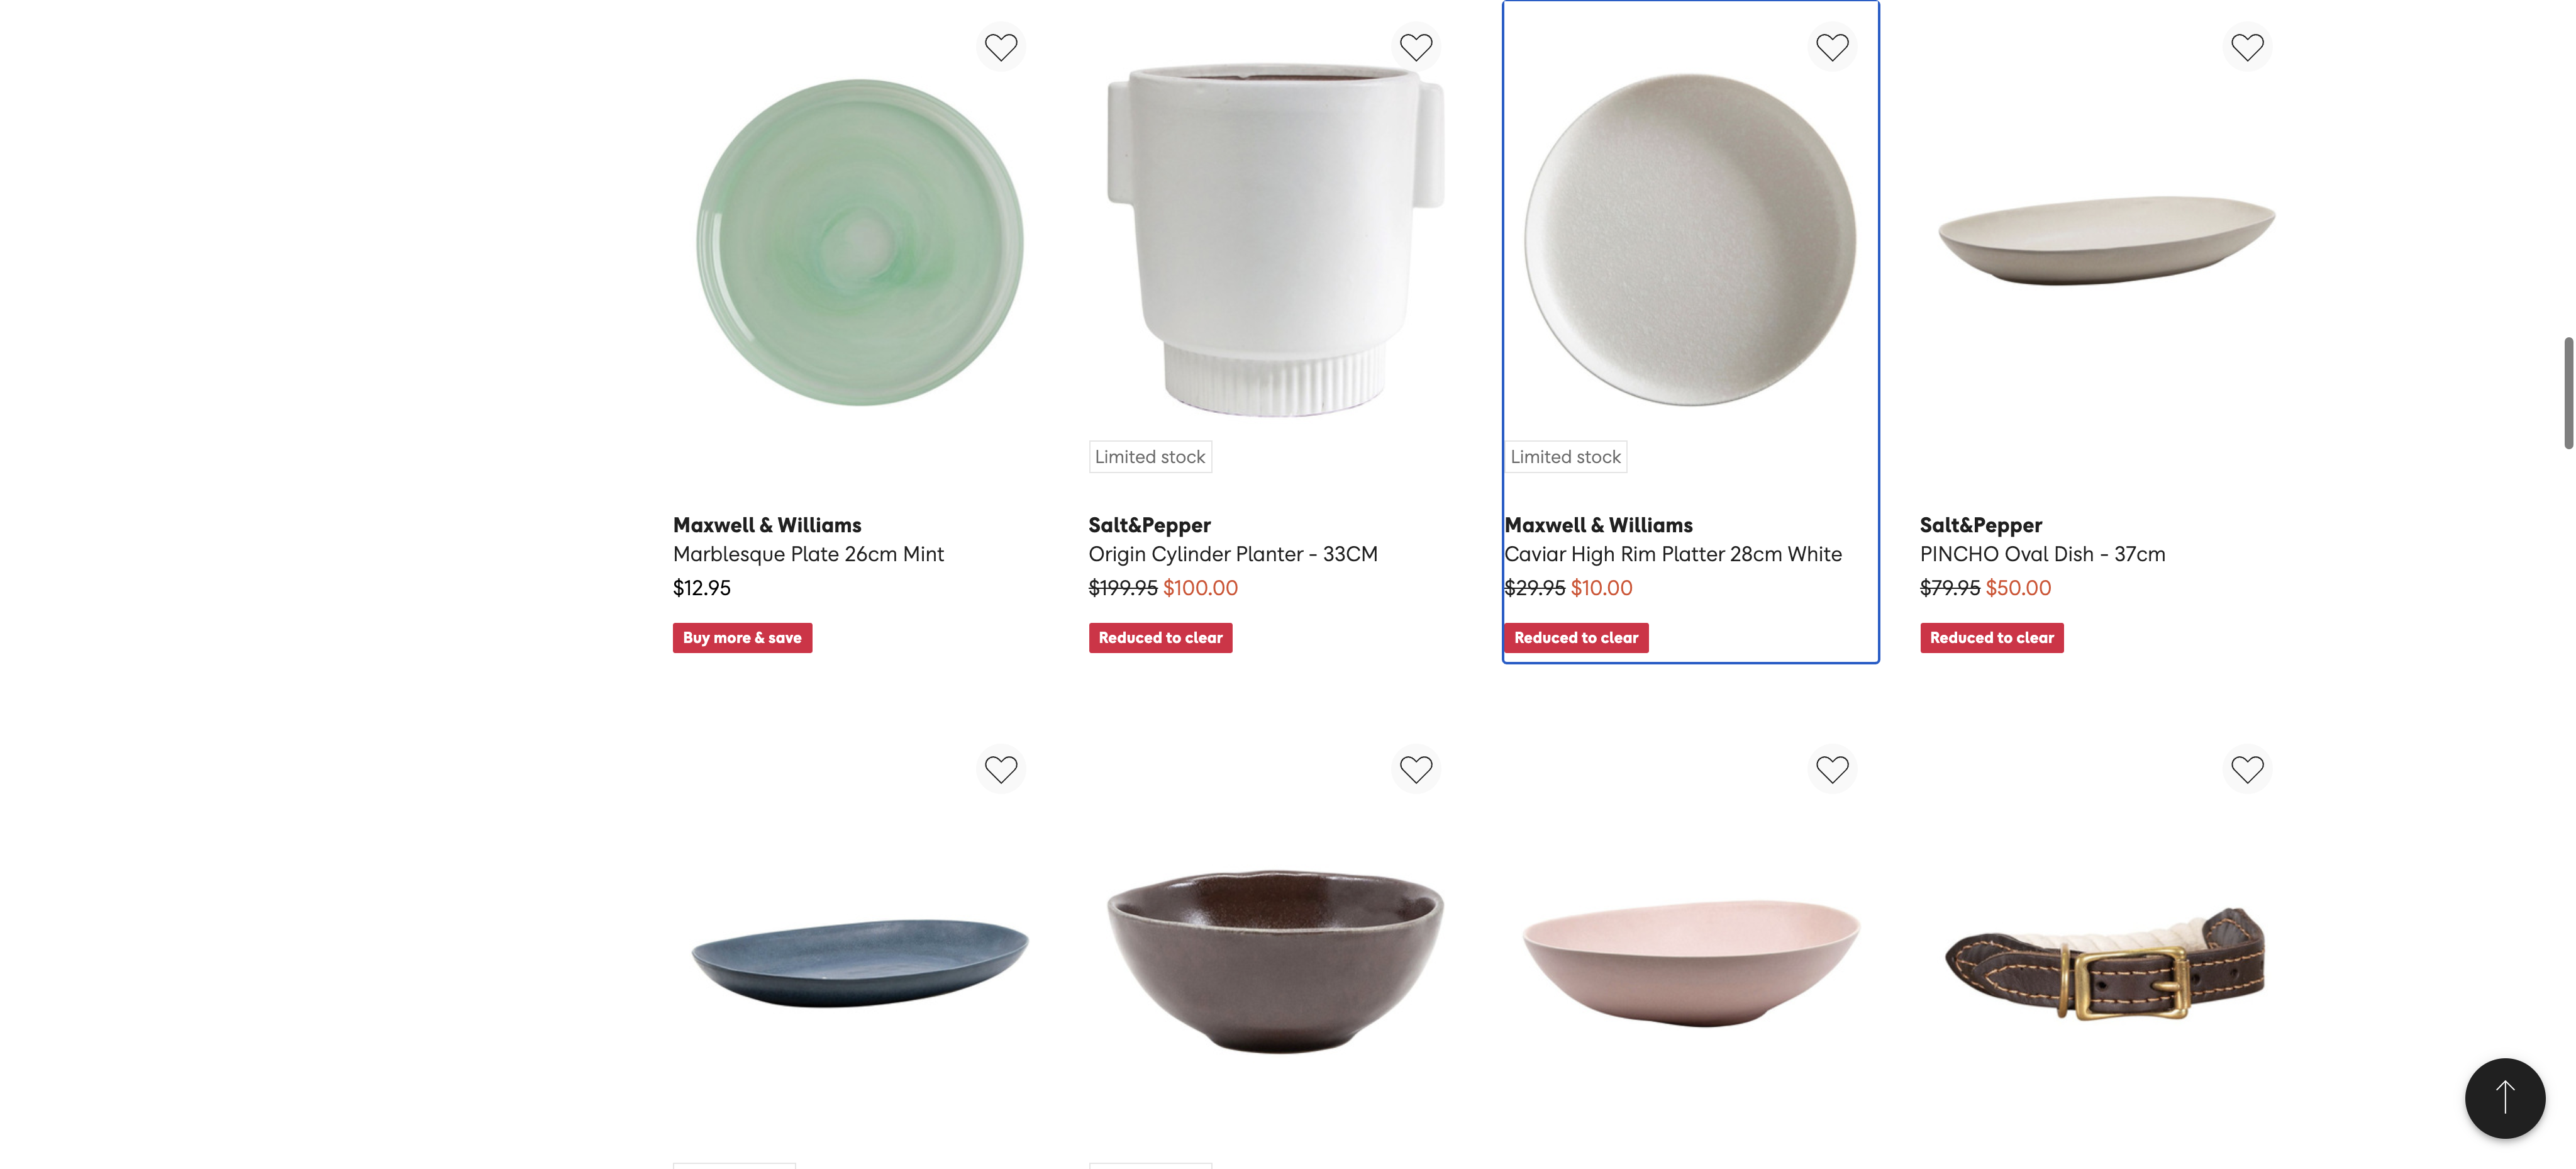 Limited stock
Limited stock
Maxwell & Williams
Marblesque Plate 26cm Mint
$12.95
Buy more & save
Salt&Pepper
Origin Cylinder Planter - 33CM
$199.95 $100.00
Reduced to clear
Maxwell & Williams
Caviar High Rim Platter 28cm White
$29.95 $10.00
Reduced to clear
Salt&Pepper
PINCHO Oval Dish - 37cm
$79.95 $50.00
Reduced to clear